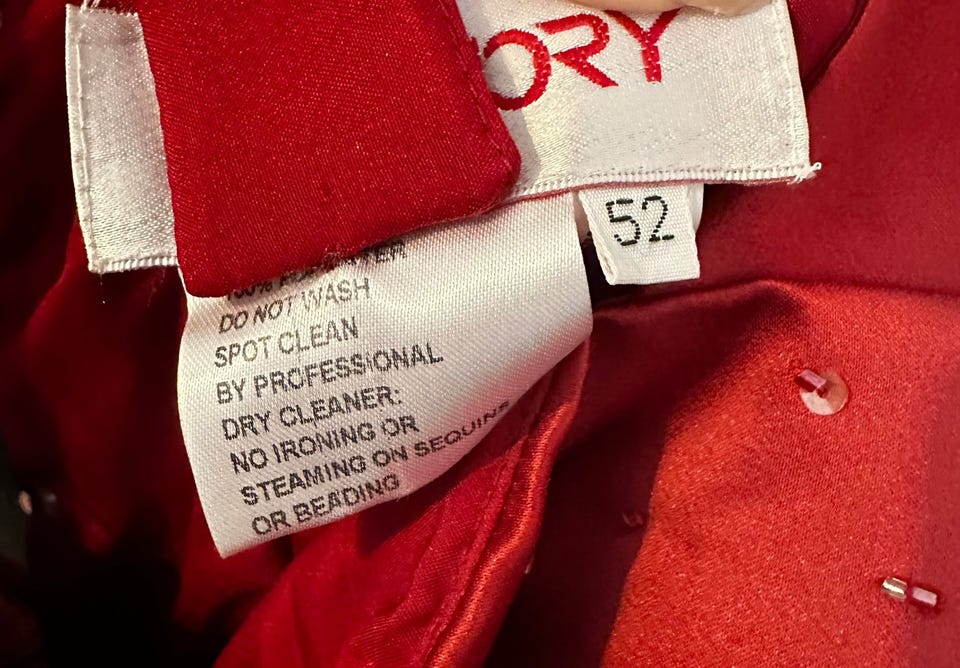 ORY
52
DO NOT WASH
SPOT CLEAN
BY PROFESSIONAL
DRY CLEANER:
NO IRONING OR
STEAMING ON SEQUINS
OR BEADING